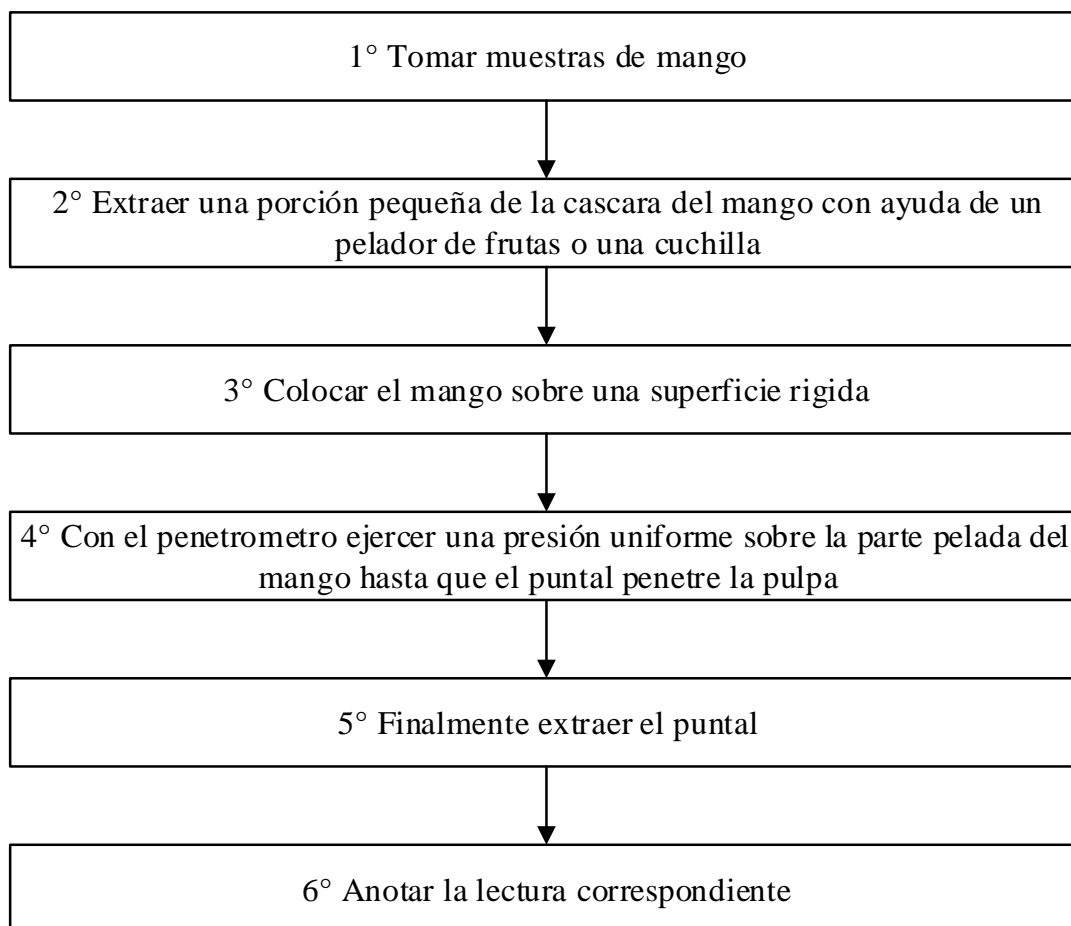 1° Tomar muestras de mango
2° Extraer una porción pequeña de la cascara del mango con ayuda de un
pelador de frutas o una cuchilla
3° Colocar el mango sobre una superficie rigida
4° Con el penetrometro ejercer una presión uniforme sobre la parte pelada del
mango hasta que el puntal penetre la pulpa
5° Finalmente extraer el puntal
6° Anotar la lectura correspondiente